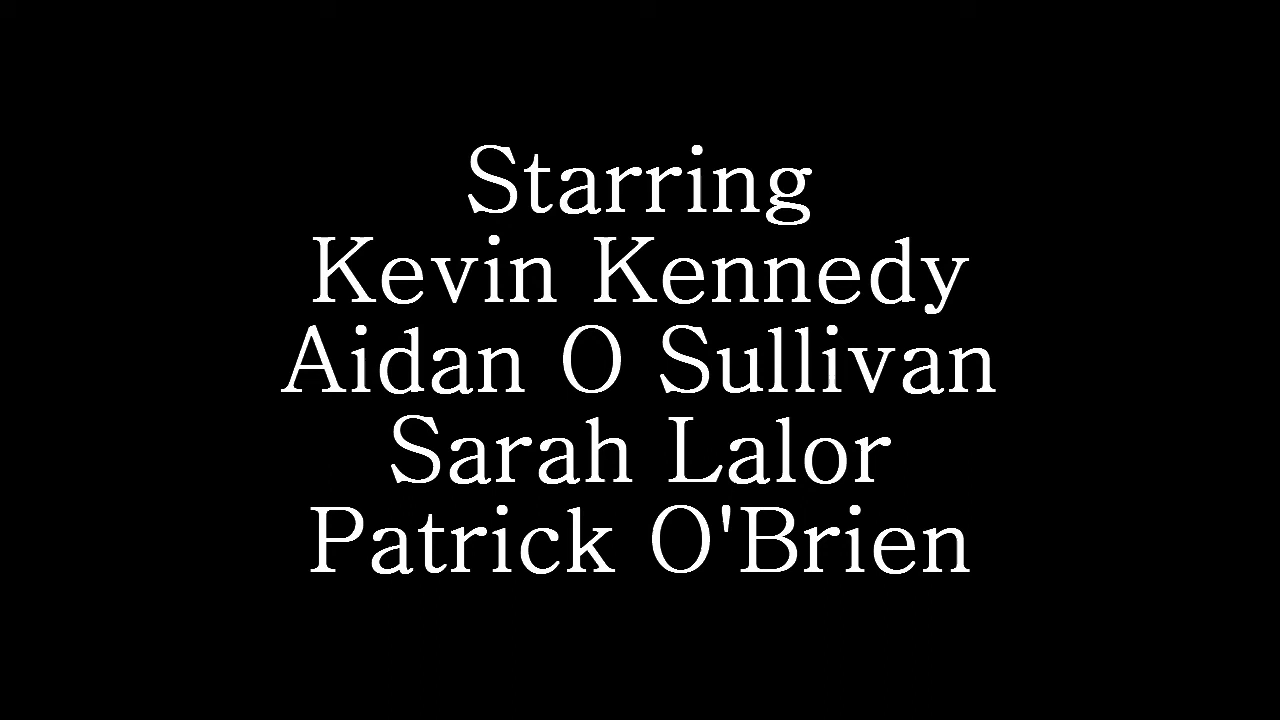 Starring
Kevin Kennedy
Aidan O Sullivan
Sarah Lalor
Patrick O'Brien